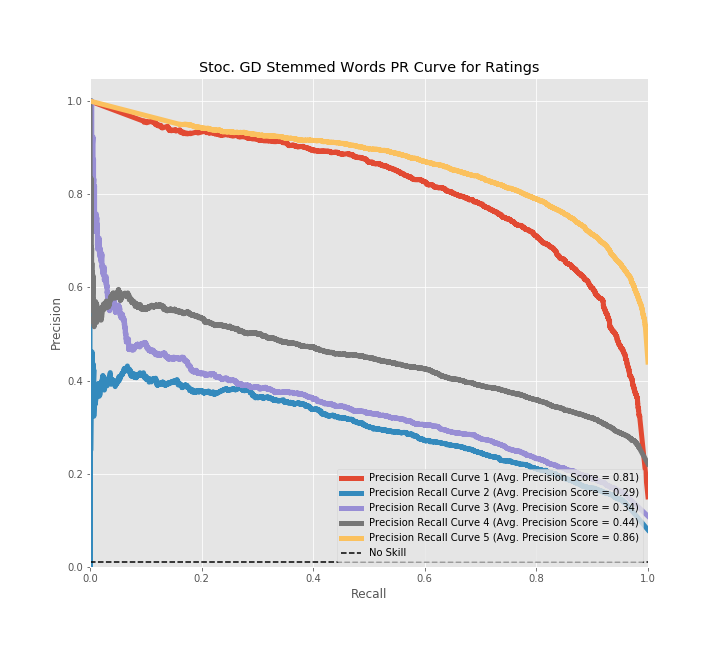 Stoc. GD Stemmed Words PR Curve for Ratings
1.0
0.8
0.6
0.4
0.2
0.0
Precision
Precision Recall Curve 1 (Avg. Precision Score = 0.81)
Precision Recall Curve 2 (Avg. Precision Score = 0.29)
Precision Recall Curve 3 (Avg. Precision Score = 0.34)
Precision Recall Curve 4 (Avg. Precision Score = 0.44)
Precision Recall Curve 5 (Avg. Precision Score = 0.86)
No Skill
0.0 0.2 0.4 0.6 0.8 1.0
Recall